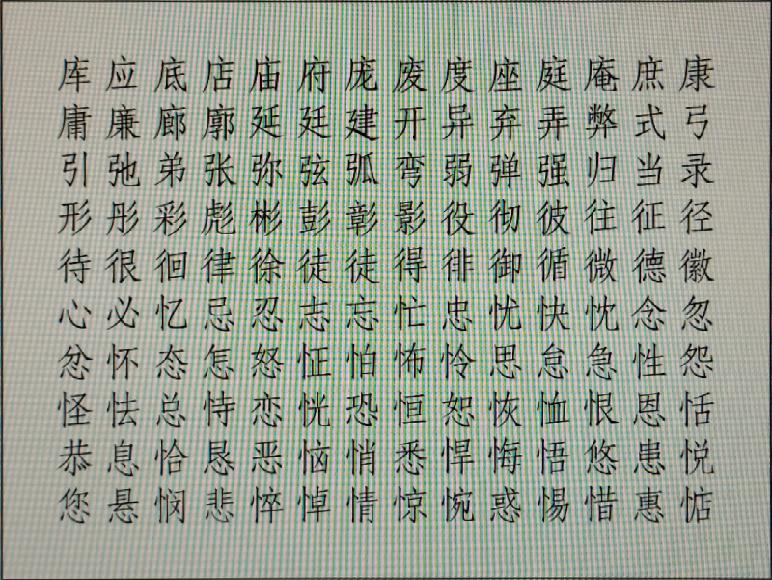 库应底店庙府庞废度座庭庵庶康
庸廉廊廓延廷建开异弃弄弊式弓
引弛弟张弥弦弧弯弱弹强归当录
形彤彩彪彬彭彰影役彻彼往征径
待很徊律徐徒徒得徘御循微德徽
心必忆忌忍志忘忙忠忧快忱念忽
忿怀态怎怒怔怕怖怜思怠急性怨
怪怯总恃恋恍恐恒恕恢恤恨恩恬
恭息恰恳恶恼悄悉悍悔悟悠患悦
您悬悯悲悴悼情惊惋惑惕惜惠惦